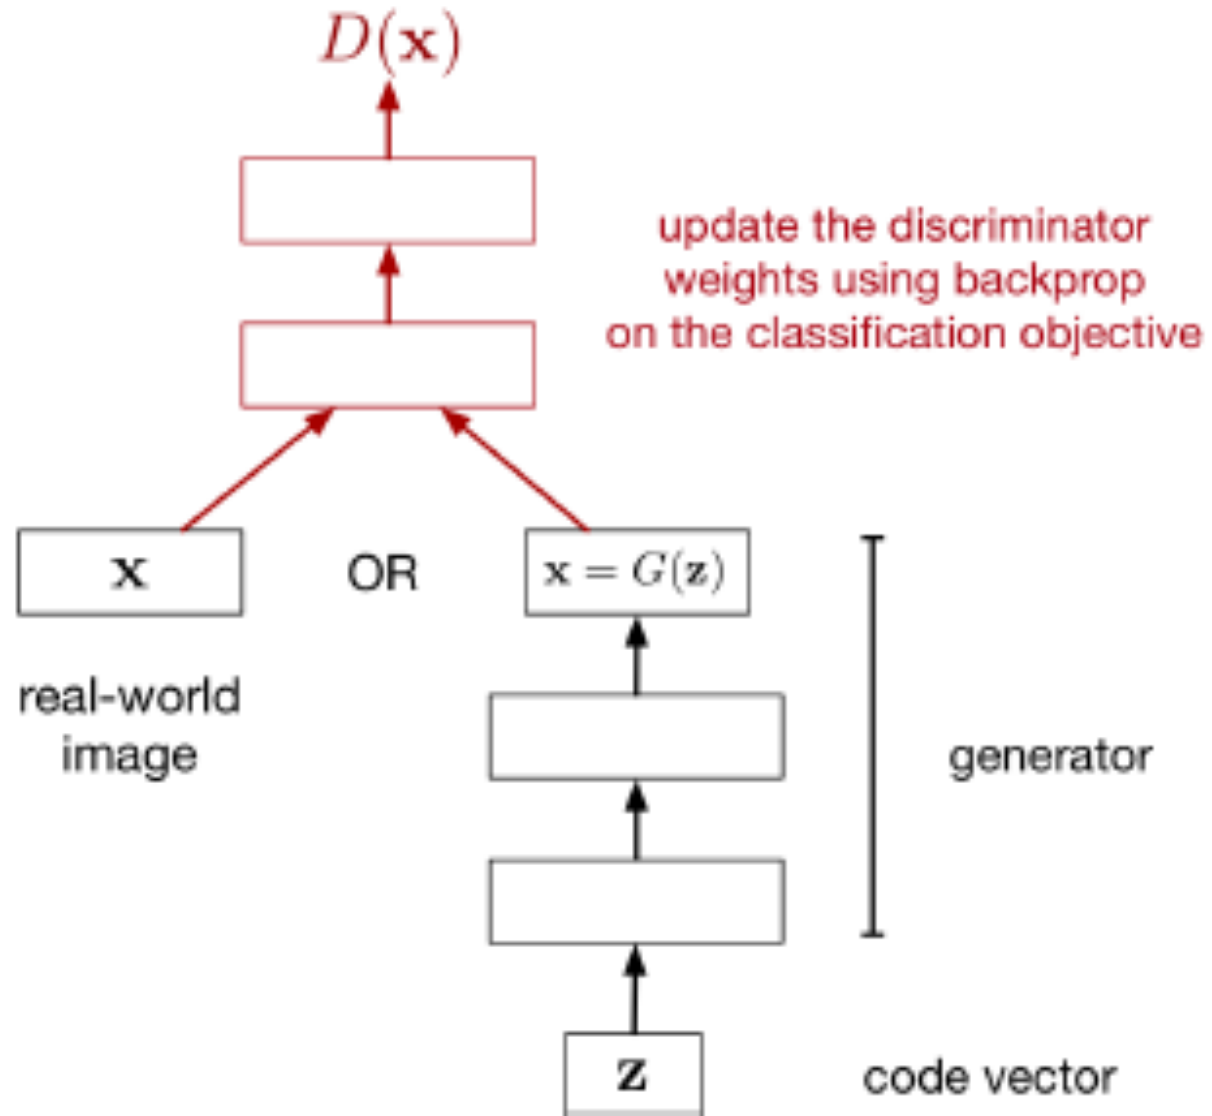 D(x)
update the discriminator
weights using backprop
on the classification objective
x
OR
x = G(z)
real-world
image
generator
z
code vector